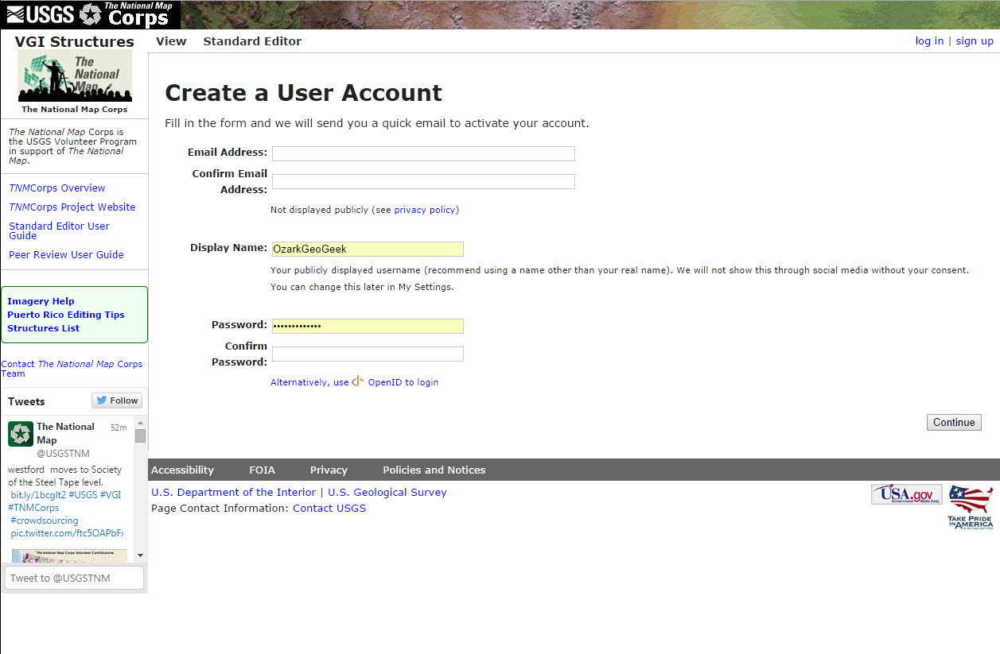 USGS The National Map Corps
VGI Structures
The National Map
The National Map Corps
View Standard Editor
log in | sign up
The National Map Corps is
the USGS Volunteer Program
in support of The National
Map.
TNMCorps Overview
TNMCorps Project Website
Standard Editor User
Guide
Peer Review User Guide
Imagery Help
Puerto Rico Editing Tips
Structures List
Contact The National Map Corps
Team
Tweets Follow
The National 52m
Map
@USGSTNM
westford moves to Society
of the Steel Tape level.
bit.ly/1bcglt2 #USGS #VGI
#TNMCorps
#crowdsourcing
pic.twitter.com/ftc5OAPbFx
The National Map Corps Volunteer Contributions
Tweet to @USGSTNM
Create a User Account
Fill in the form and we will send you a quick email to activate your account.
Email Address:
Confirm Email
Address:
Not displayed publicly (see privacy policy)
Display Name: OzarkGeoGeek
Your publicly displayed username (recommend using a name other than your real name). We will not show this through social media without your consent.
You can change this later in My Settings.
Password: •••••••••••••
Confirm
Password:
Alternatively, use OpenID to login
Continue
Accessibility FOIA Privacy Policies and Notices
U.S. Department of the Interior | U.S. Geological Survey
Page Contact Information: Contact USGS
USA.gov
Government Made Easy
TAKE PRIDE
IN AMERICA